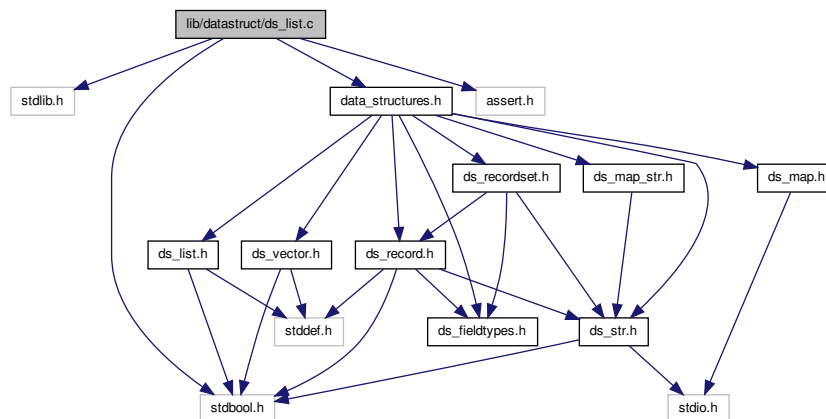 lib/datastruct/ds_list.c
stdlib.h
data_structures.h
assert.h
ds_recordset.h
ds_map_str.h
ds_map.h
ds_list.h
ds_vector.h
ds_record.h
stddef.h
ds_fieldtypes.h
ds_str.h
stdbool.h
stdio.h